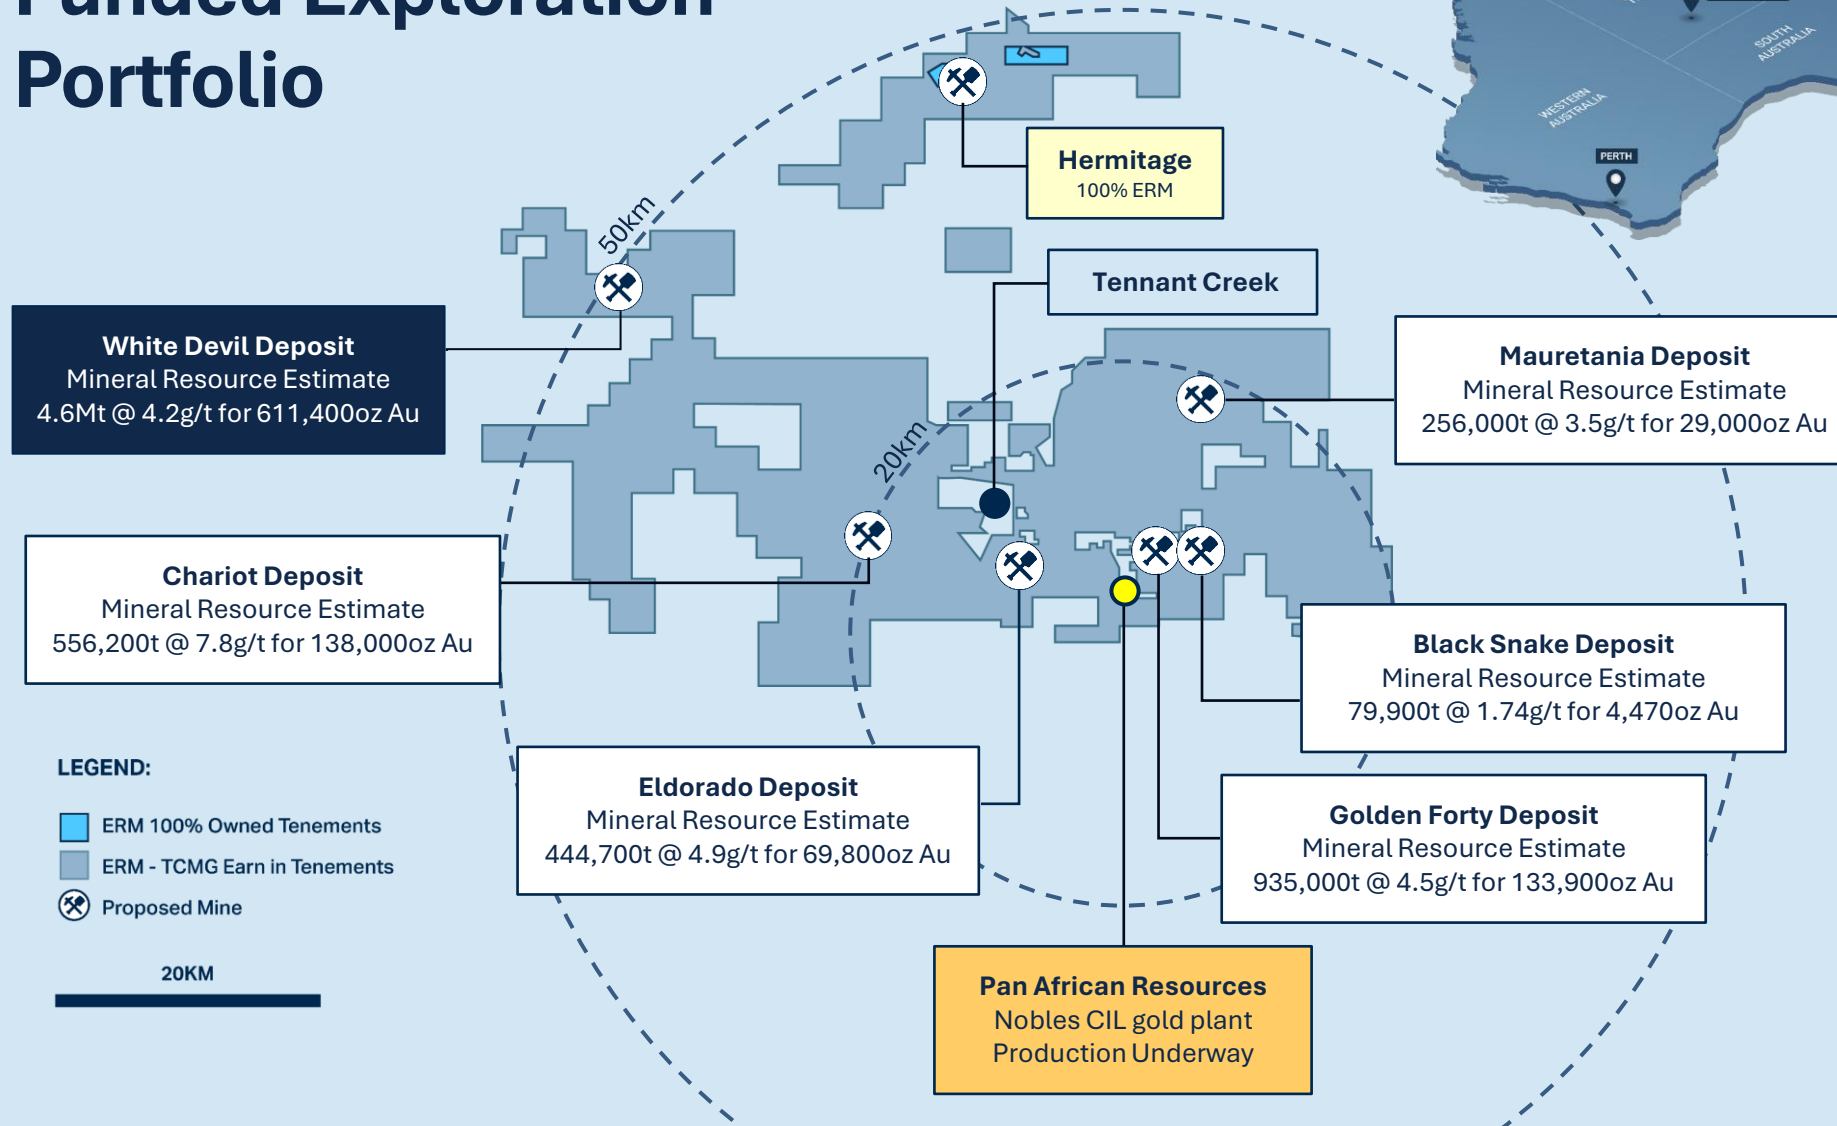 Funded Exploration
Portfolio
SOUTH
AUSTRALIA
WESTERN
AUSTRALIA
PERTH
Hermitage
100% ERM
50km
Tennant Creek
White Devil Deposit
Mineral Resource Estimate
4.6Mt @ 4.2g/t for 611,400oz Au
Mauretania Deposit
Mineral Resource Estimate
256,000t @ 3.5g/t for 29,000oz Au
20km
Chariot Deposit
Mineral Resource Estimate
556,200t @ 7.8g/t for 138,000oz Au
Black Snake Deposit
Mineral Resource Estimate
79,900t @ 1.74g/t for 4,470oz Au
Eldorado Deposit
Mineral Resource Estimate
444,700t @ 4.9g/t for 69,800oz Au
Golden Forty Deposit
Mineral Resource Estimate
935,000t @ 4.5g/t for 133,900oz Au
LEGEND:
ERM 100% Owned Tenements
ERM - TCMG Earn in Tenements
Proposed Mine
20KM
Pan African Resources
Nobles CIL gold plant
Production Underway